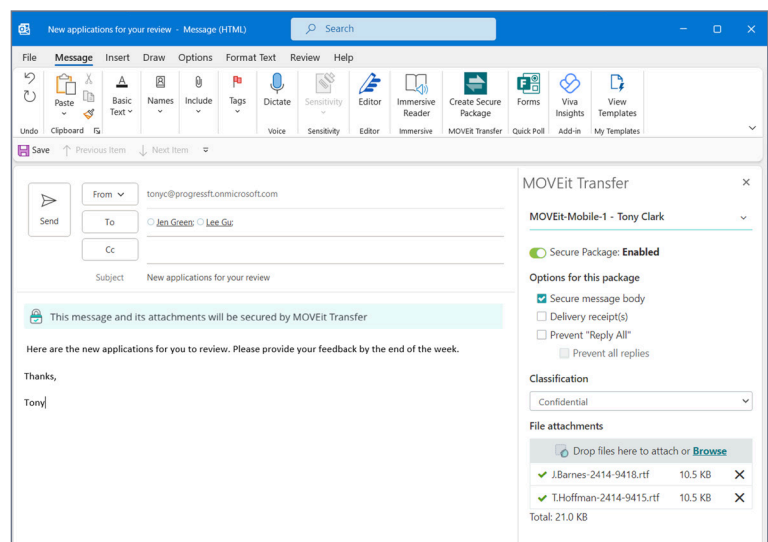 New applications for you review - Message (HTML)
Search
File Message Insert Draw Options Format Text Review Help
Paste
Basic Text
Names
Include
Tags
Dictate
Sensitivity
Editor
Immersive Reader
Create Secure Package
Forms
Viva Insights
View Templates
Undo Clipboard Voice Sensitivity Editor Immersive MOVEit Transfer Quick Poll Add-in My Templates
Save Previous Item Next Item
Send
From tonyc@progressft.onmicrosoft.com
To Jen Green; Lee Gu;
Cc
Subject New applications for your review
This message and its attachments will be secured by MOVEit Transfer
Here are the new applications for you to review. Please provide your feedback by the end of the week.
Thanks,
Tony
MOVEit Transfer
MOVEit-Mobile-1 - Tony Clark
Secure Package: Enabled
Options for this package
Secure message body
Delivery receipt(s)
Prevent "Reply All"
Prevent all replies
Classification
Confidential
File attachments
Drop files here to attach or Browse
J.Barnes-2414-9418.rtf 10.5 KB
T.Hoffman-2414-9415.rtf 10.5 KB
Total: 21.0 KB